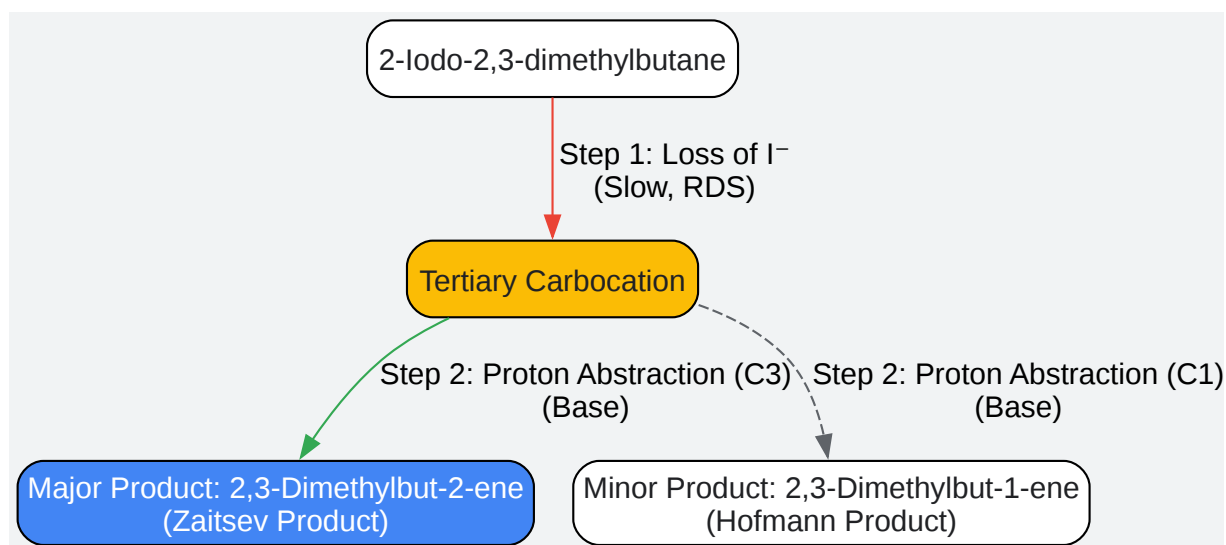 2-Iodo-2,3-dimethylbutane
Step 1: Loss of I⁻
(Slow, RDS)
Tertiary Carbocation
Step 2: Proton Abstraction (C3)
(Base)
Step 2: Proton Abstraction (C1)
(Base)
Major Product: 2,3-Dimethylbut-2-ene
(Zaitsev Product)
Minor Product: 2,3-Dimethylbut-1-ene
(Hofmann Product)